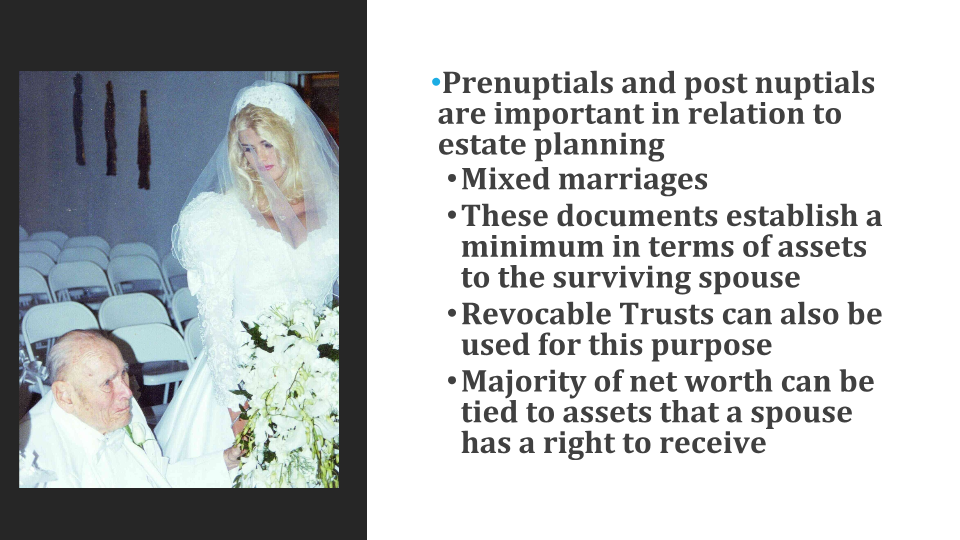 •Prenuptials and post nuptials
are important in relation to
estate planning
•Mixed marriages
•These documents establish a
minimum in terms of assets
to the surviving spouse
•Revocable Trusts can also be
used for this purpose
•Majority of net worth can be
tied to assets that a spouse
has a right to receive